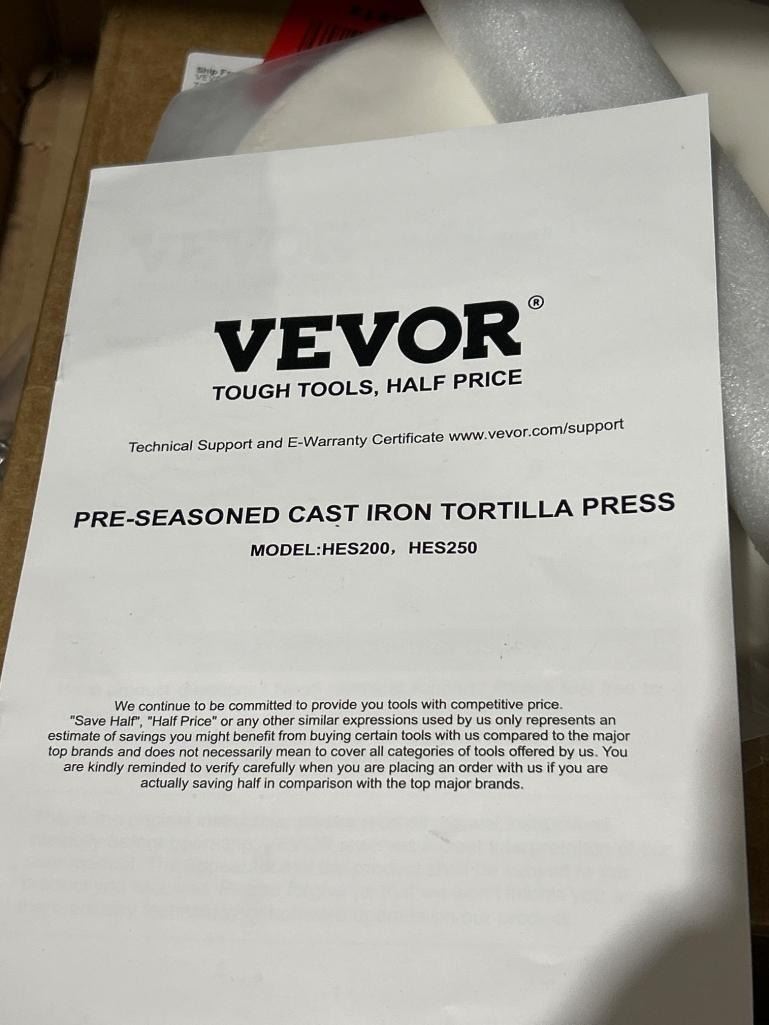 Ship
VEVOR®
TOUGH TOOLS, HALF PRICE
Technical Support and E-Warranty Certificate www.vevor.com/support
PRE-SEASONED CAST IRON TORTILLA PRESS
MODEL:HES200, HES250
We continue to be committed to provide you tools with competitive price.
"Save Half", "Half Price" or any other similar expressions used by us only represents an
estimate of savings you might benefit from buying certain tools with us compared to the major
top brands and does not necessarily mean to cover all categories of tools offered by us. You
are kindly reminded to verify carefully when you are placing an order with us if you are
actually saving half in comparison with the top major brands.